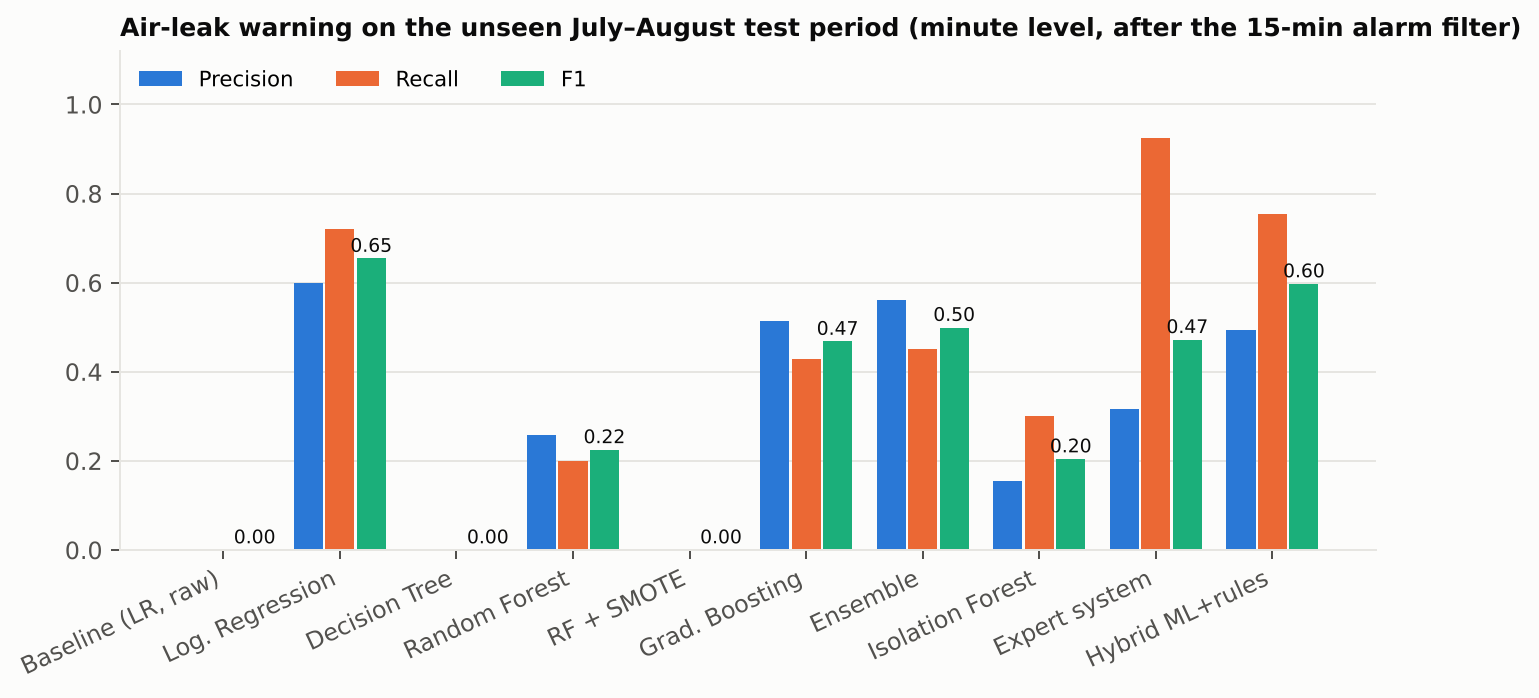 Air-leak warning on the unseen July–August test period (minute level, after the 15-min alarm filter)
Precision Recall F1
1.0
0.8
0.6
0.4
0.2
0.0
0.00
0.65
0.00
0.22
0.00
0.47
0.50
0.20
0.47
0.60
Baseline (LR, raw)
Log. Regression
Decision Tree
Random Forest
RF + SMOTE
Grad. Boosting
Ensemble
Isolation Forest
Expert system
Hybrid ML+rules